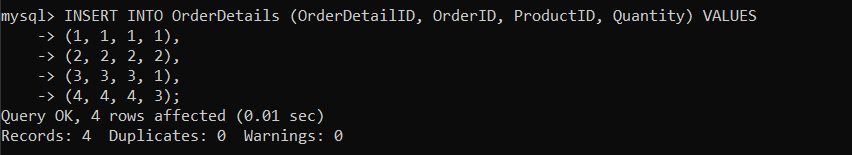 mysql> INSERT INTO OrderDetails (OrderDetailID, OrderID, ProductID, Quantity) VALUES
    -> (1, 1, 1, 1),
    -> (2, 2, 2, 2),
    -> (3, 3, 3, 1),
    -> (4, 4, 4, 3);
Query OK, 4 rows affected (0.01 sec)
Records: 4  Duplicates: 0  Warnings: 0